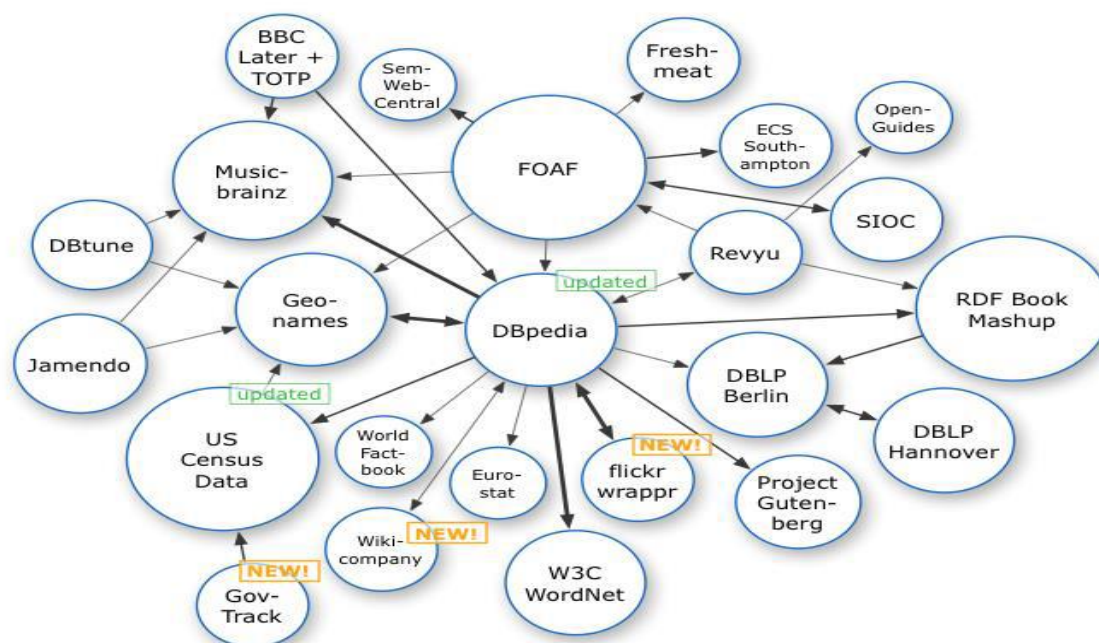 BBC
Later +
TOTP
Sem-
Web-
Central
Fresh-
meat
FOAF
ECS
South-
ampton
Open-
Guides
Music-
brainz
SIOC
DBtune
Revyu
updated
Geo-
names
DBpedia
RDF Book
Mashup
Jamendo
updated
DBLP
Berlin
US
Census
Data
World
Fact-
book
Euro-
stat
NEW!
flickr
wrappr
DBLP
Hannover
Project
Guten-
berg
NEW!
Wiki-
company
W3C
WordNet
NEW!
Gov-
Track